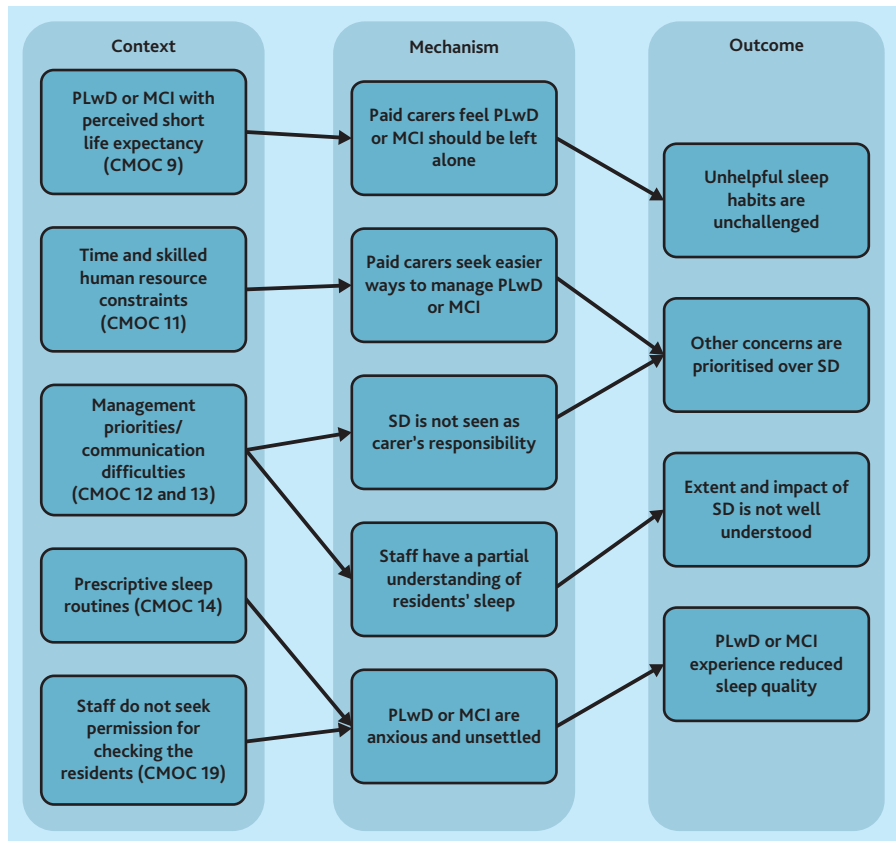 Context
PLwD or MCI with
perceived short
life expectancy
(CMOC 9)
Time and skilled
human resource
constraints
(CMOC 11)
Management
priorities/
communication
difficulties
(CMOC 12 and 13)
Prescriptive sleep
routines (CMOC 14)
Staff do not seek
permission for
checking the
residents (CMOC 19)
Mechanism
Paid carers feel PLwD
or MCI should be left
alone
Paid carers seek easier
ways to manage PLwD
or MCI
SD is not seen as
carer's responsibility
Staff have a partial
understanding of
residents' sleep
PLwD or MCI are
anxious and unsettled
Outcome
Unhelpful sleep
habits are
unchallenged
Other concerns are
prioritised over SD
Extent and impact of
SD is not well
understood
PLwD or MCI
experience reduced
sleep quality